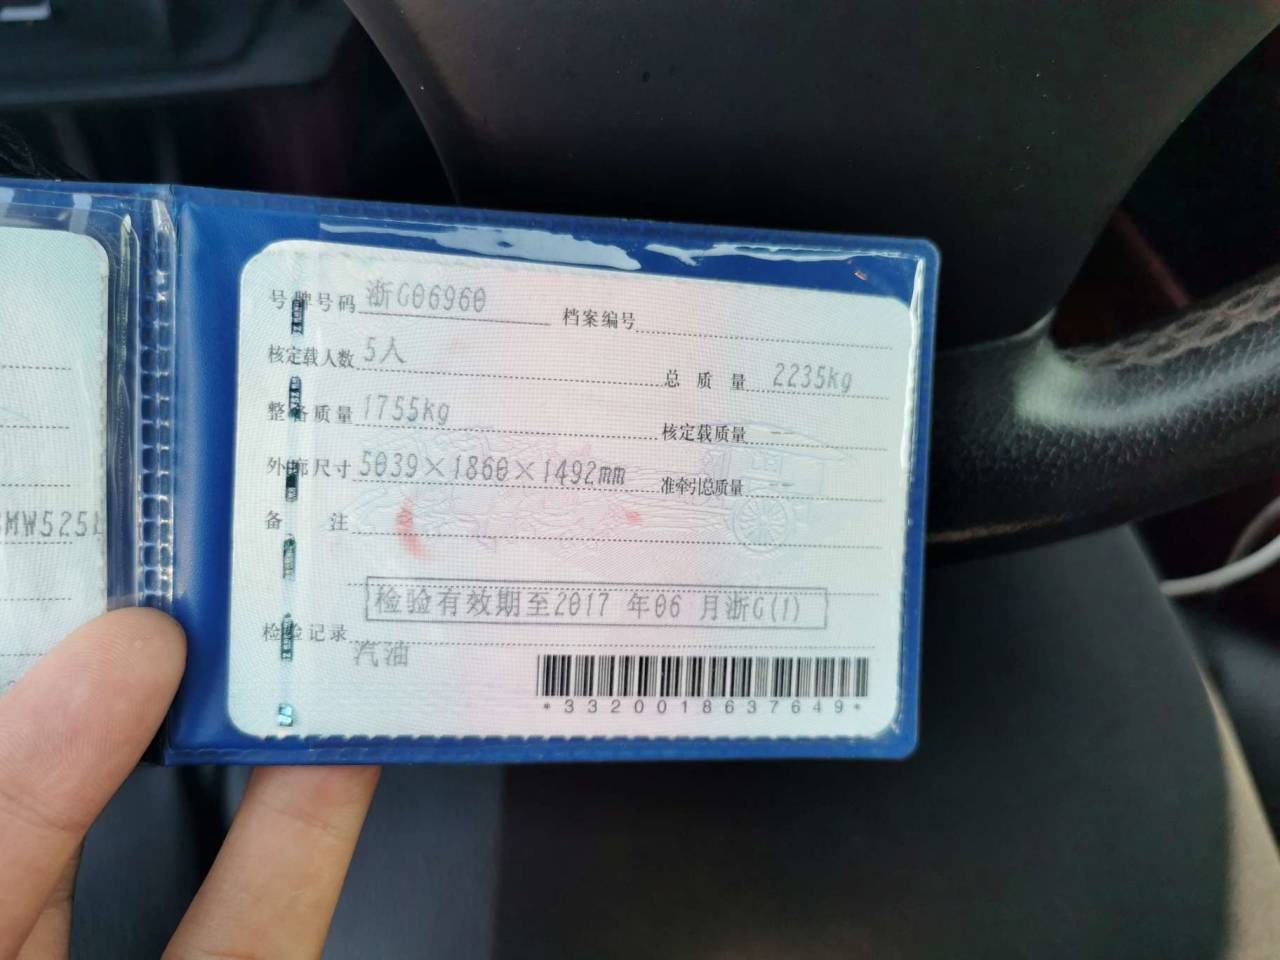 号牌号码 浙G06960 档案编号
核定载人数 5人 总质量 2235kg
整备质量 1755kg 核定载质量 --
外廓尺寸 5039×1860×1492mm 准牵引总质量
备注
检验有效期至2017 年06 月浙G(1)
检验记录
汽油
*3320018637649*
MW525